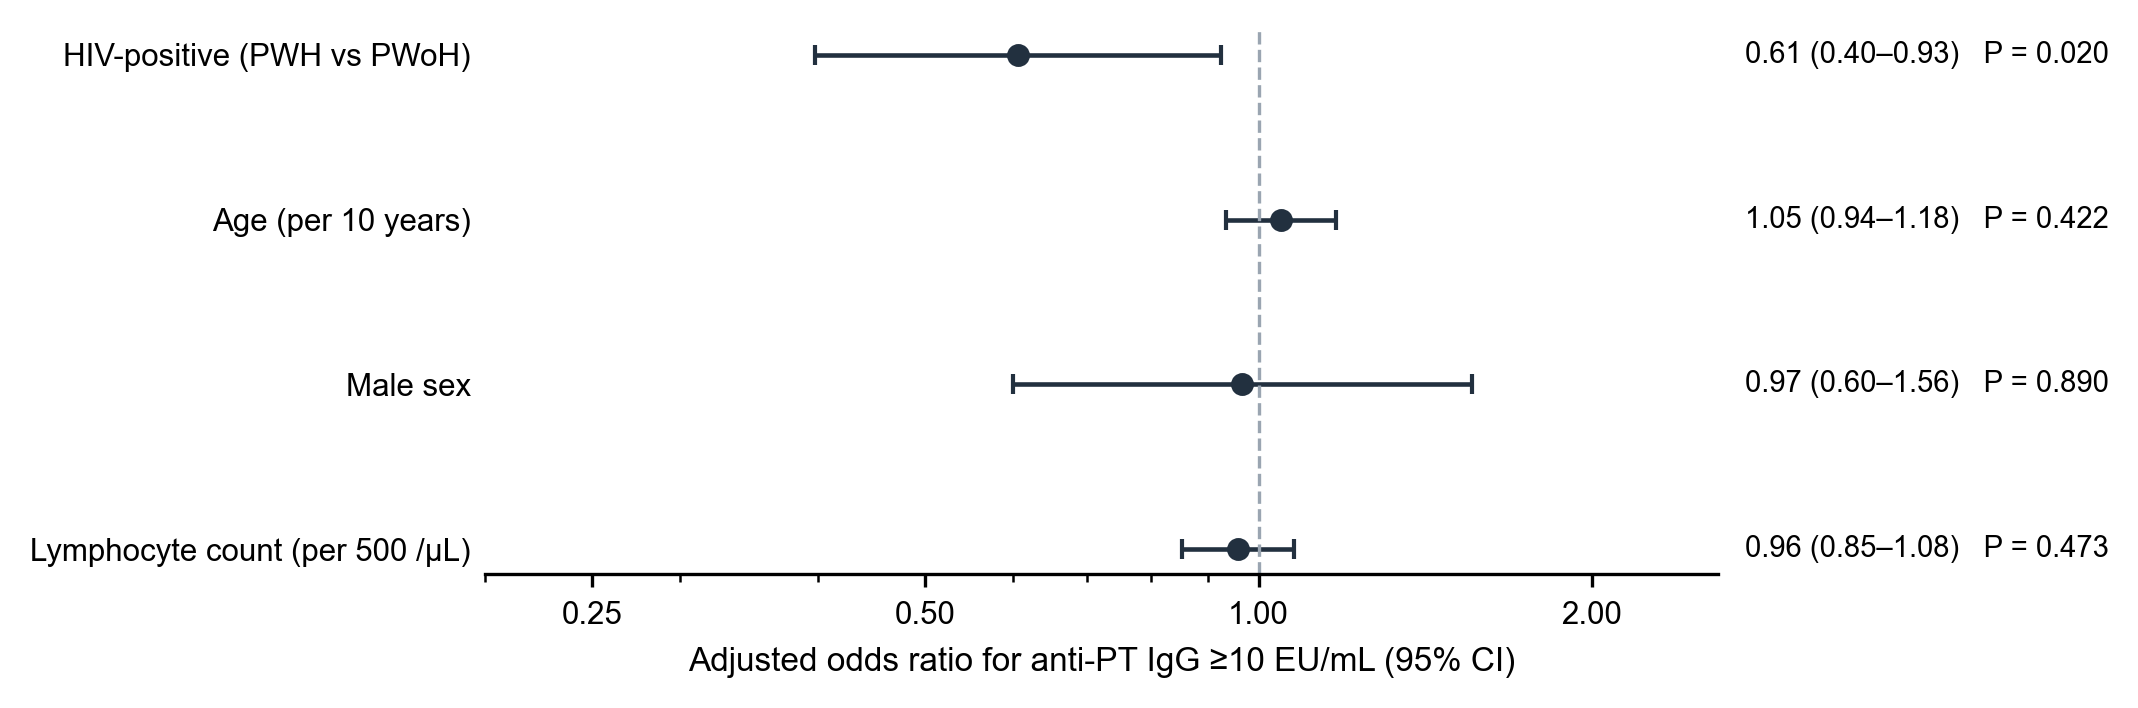 HIV-positive (PWH vs PWoH) 0.61 (0.40–0.93) P = 0.020
Age (per 10 years) 1.05 (0.94–1.18) P = 0.422
Male sex 0.97 (0.60–1.56) P = 0.890
Lymphocyte count (per 500 /µL) 0.96 (0.85–1.08) P = 0.473
0.25 0.50 1.00 2.00
Adjusted odds ratio for anti-PT IgG ≥10 EU/mL (95% CI)